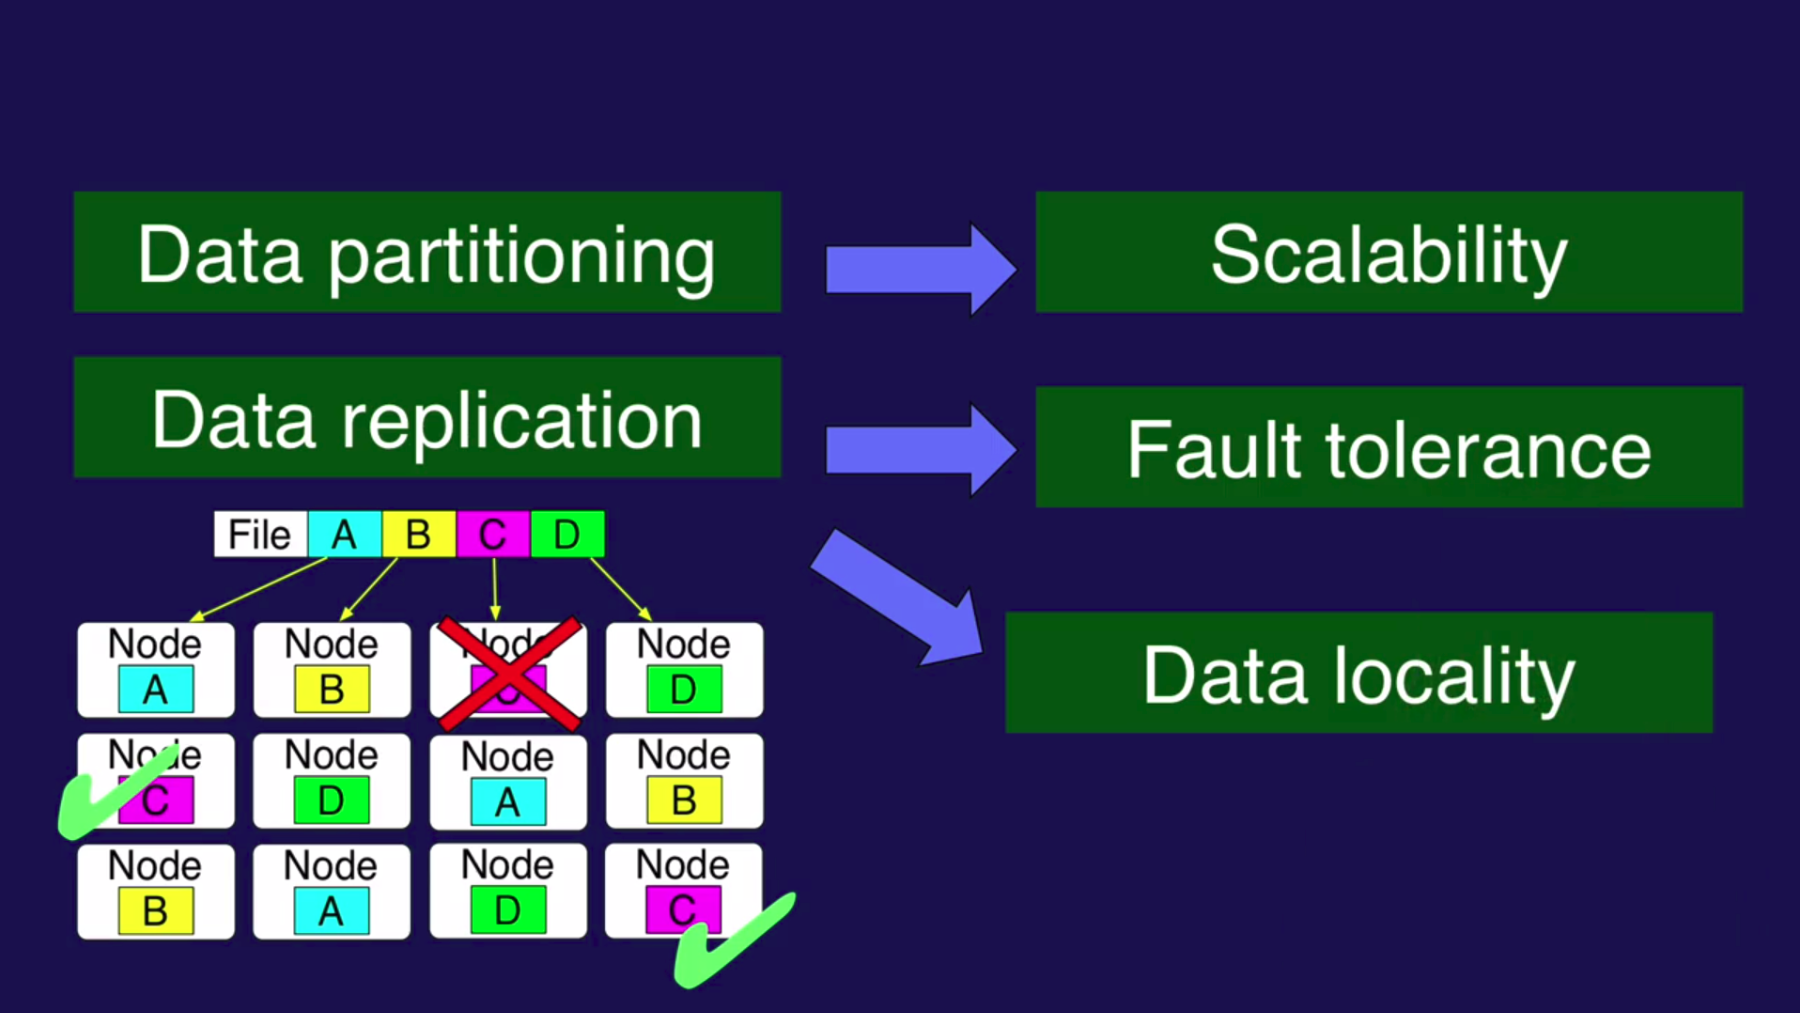 Data partitioning
Scalability
Data replication
Fault tolerance
File A B C D
Data locality
Node Node Node Node
A B C D
Node Node Node Node
C D A B
Node Node Node Node
B A D C